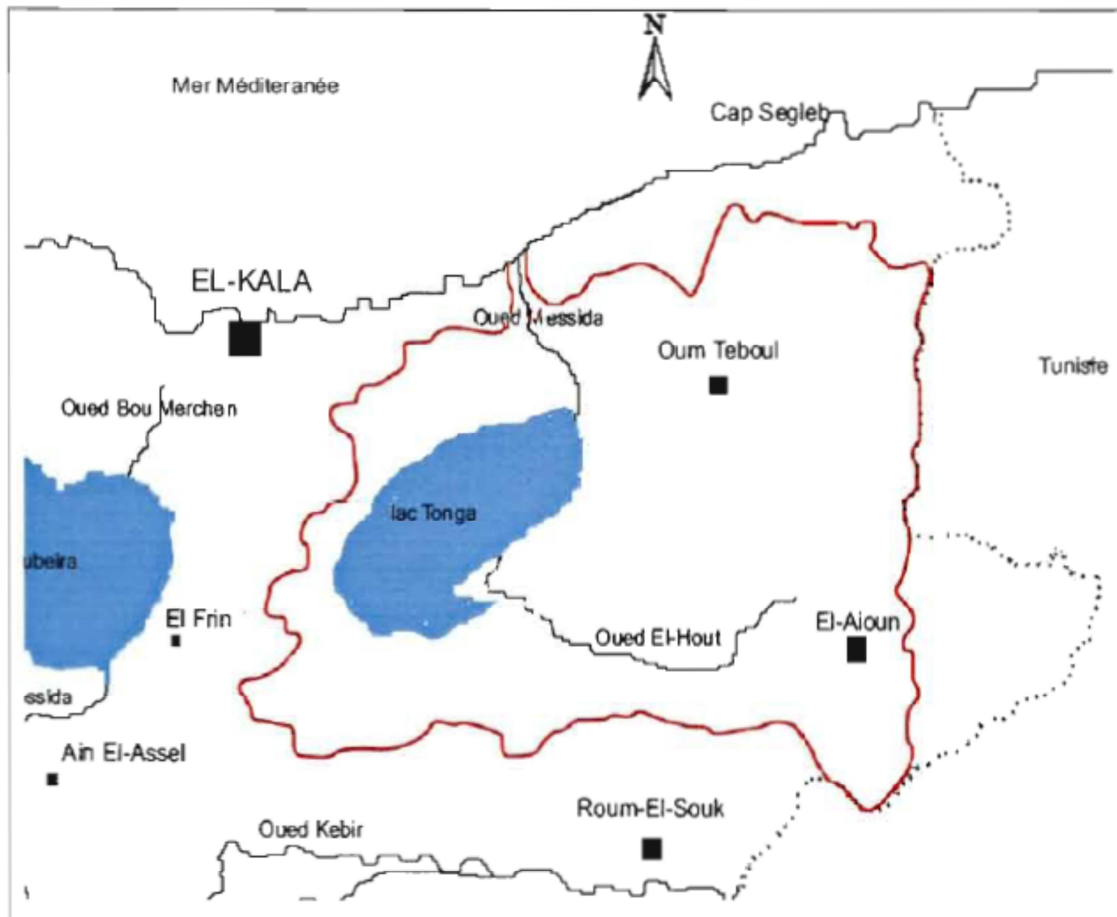 N
Mer Méditeranée
Cap Segleb
EL-KALA
Oued Messida
Oum Teboul
Tunisie
Oued Bou Merchen
lac Tonga
ubeira
El Frin
Oued El-Hout
El-Aioun
essida
Ain El-Assel
Roum-El-Souk
Oued Kebir